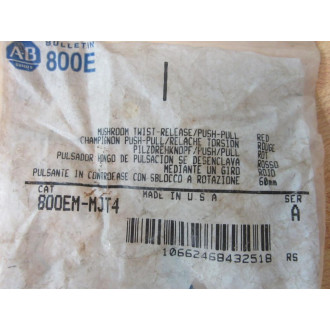 BULLETIN
A-B
800E
MUSHROOM TWIST-RELEASE/PUSH-PULL RED
CHAMPIGNON PUSH-PULL/RELACHE TORSION ROUGE
PILZDREHKNOPF/PUSH/PULL ROT
PULSADOR HONGO DE PULSACION SE DESENCLAVA ROSSO
MEDIANTE UN GIRO ROJO
PULSANTE IN CONTROFASE CON SBLOCCO A ROTAZIONE 60mm
CAT MADE IN U S A SER
800EM-MJT4 A
10662468432518 RS